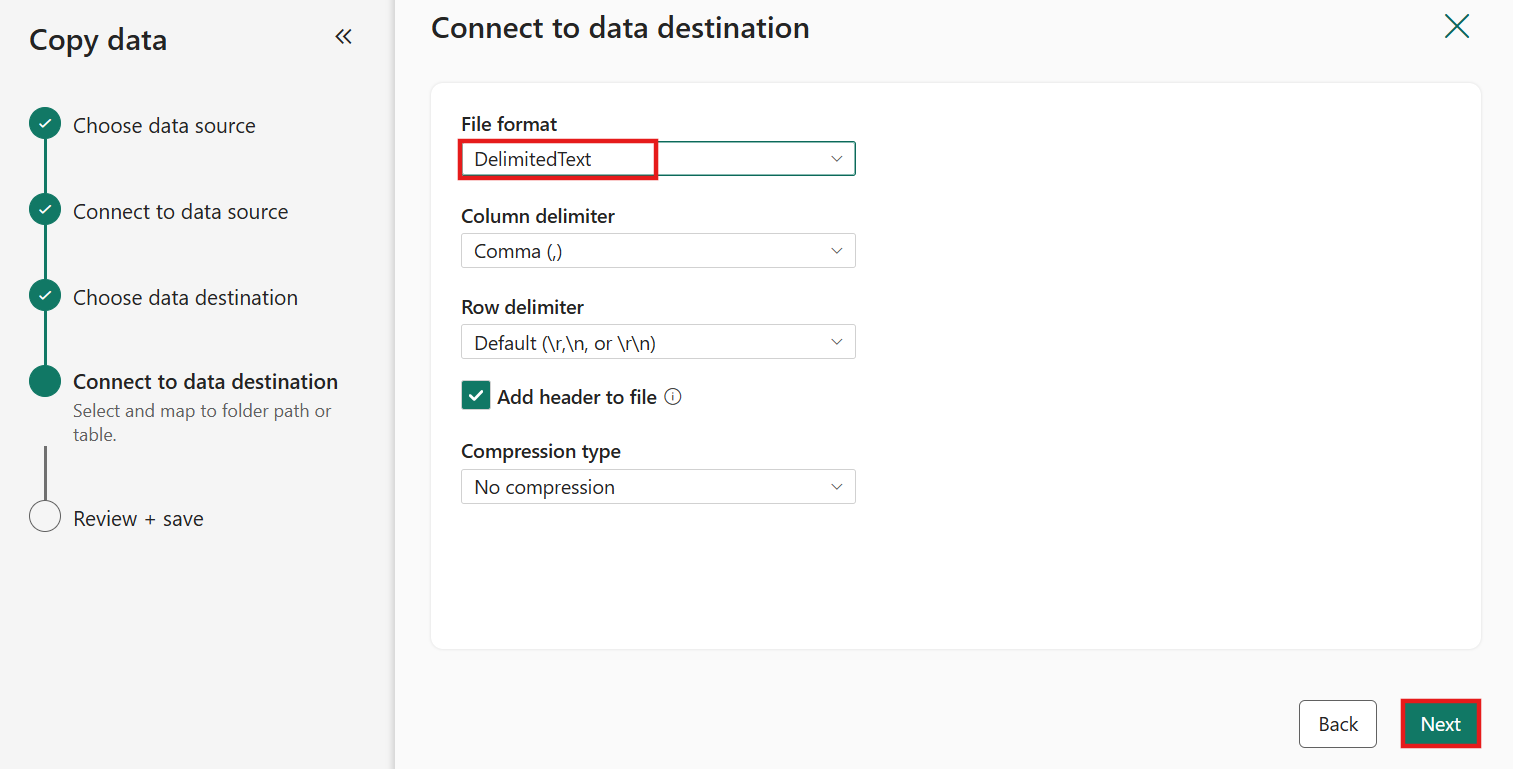 Copy data
Choose data source
Connect to data source
Choose data destination
Connect to data destination
Select and map to folder path or
table.
Review + save
Connect to data destination
File format
DelimitedText
Column delimiter
Comma (,)
Row delimiter
Default (\r,\n, or \r\n)
Add header to file
Compression type
No compression
Back
Next